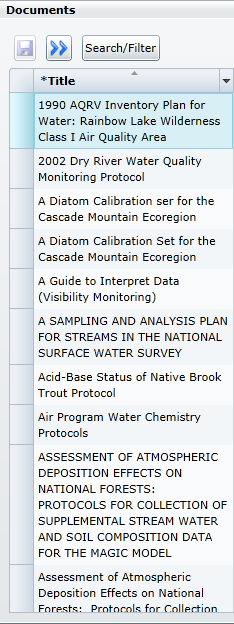 Documents
Search/Filter
*Title
1990 AQRV Inventory Plan for
Water: Rainbow Lake Wilderness
Class I Air Quality Area
2002 Dry River Water Quality
Monitoring Protocol
A Diatom Calibration ser for the
Cascade Mountain Ecoregion
A Diatom Calibration Set for the
Cascade Mountain Ecoregion
A Guide to Interpret Data
(Visibility Monitoring)
A SAMPLING AND ANALYSIS PLAN
FOR STREAMS IN THE NATIONAL
SURFACE WATER SURVEY
Acid-Base Status of Native Brook
Trout Protocol
Air Program Water Chemistry
Protocols
ASSESSMENT OF ATMOSPHERIC
DEPOSITION EFFECTS ON
NATIONAL FORESTS:
PROTOCOLS FOR COLLECTION OF
SUPPLEMENTAL STREAM WATER
AND SOIL COMPOSITION DATA
FOR THE MAGIC MODEL
Assessment of Atmospheric
Deposition Effects on National
Forests: Protocols for Collection